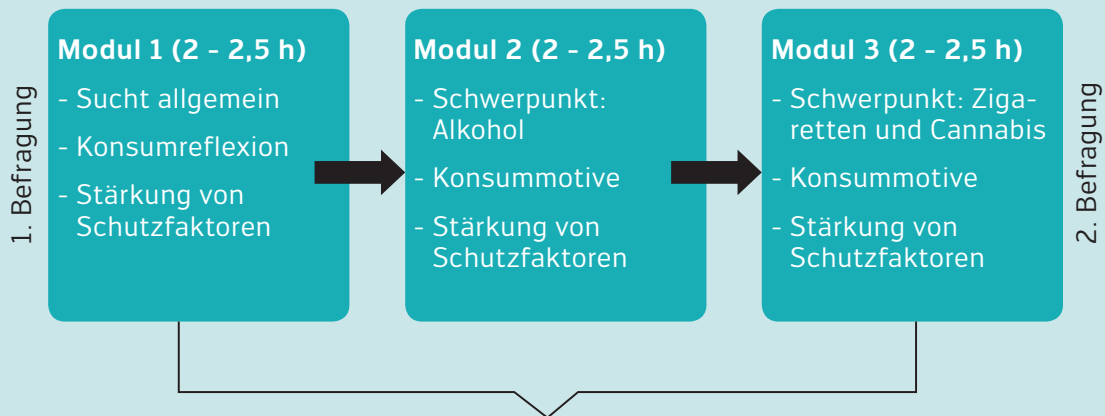 1. Befragung
Modul 1 (2 - 2,5 h)
- Sucht allgemein
- Konsumreflexion
- Stärkung von
Schutzfaktoren
Modul 2 (2 - 2,5 h)
- Schwerpunkt:
Alkohol
- Konsummotive
- Stärkung von
Schutzfaktoren
Modul 3 (2 - 2,5 h)
- Schwerpunkt: Ziga-
retten und Cannabis
- Konsummotive
- Stärkung von
Schutzfaktoren
2. Befragung